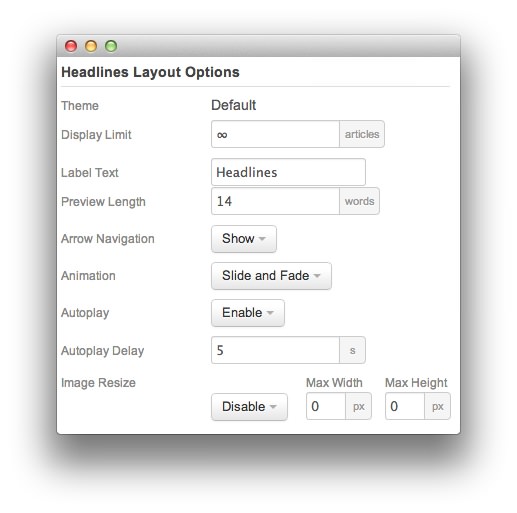 Headlines Layout Options
Theme Default
Display Limit ∞ articles
Label Text Headlines
Preview Length 14 words
Arrow Navigation Show
Animation Slide and Fade
Autoplay Enable
Autoplay Delay 5 s
Image Resize Max Width Max Height
Disable 0 px 0 px